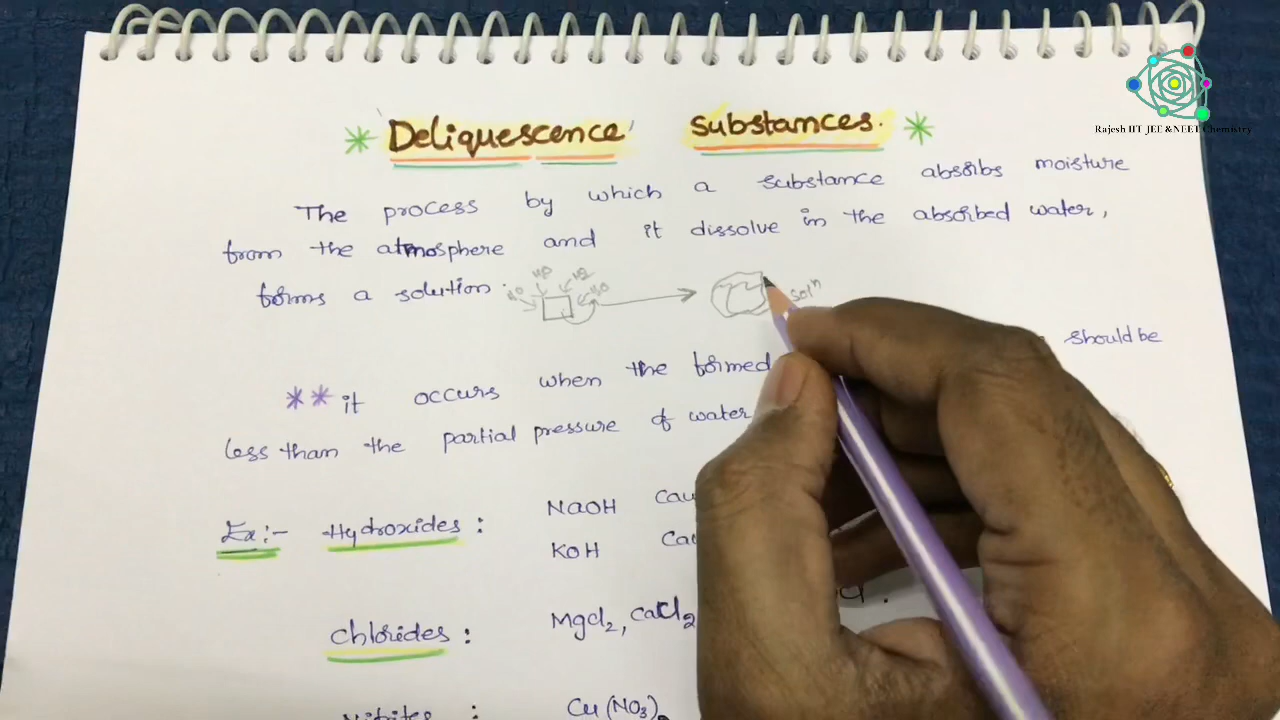 Rajesh IIT JEE &NEET Chemistry
* Deliquescence' Substances. *
The process by which a substance absorbs moisture
from the atmosphere and it dissolve in the absorbed water,
forms a solution.
H2O
soln
** it occurs when the formed should be
less than the partial pressure of water
Ex:- Hydroxides : NaOH
KOH
Chlorides : MgCl2, CaCl2
: Cu(NO3)